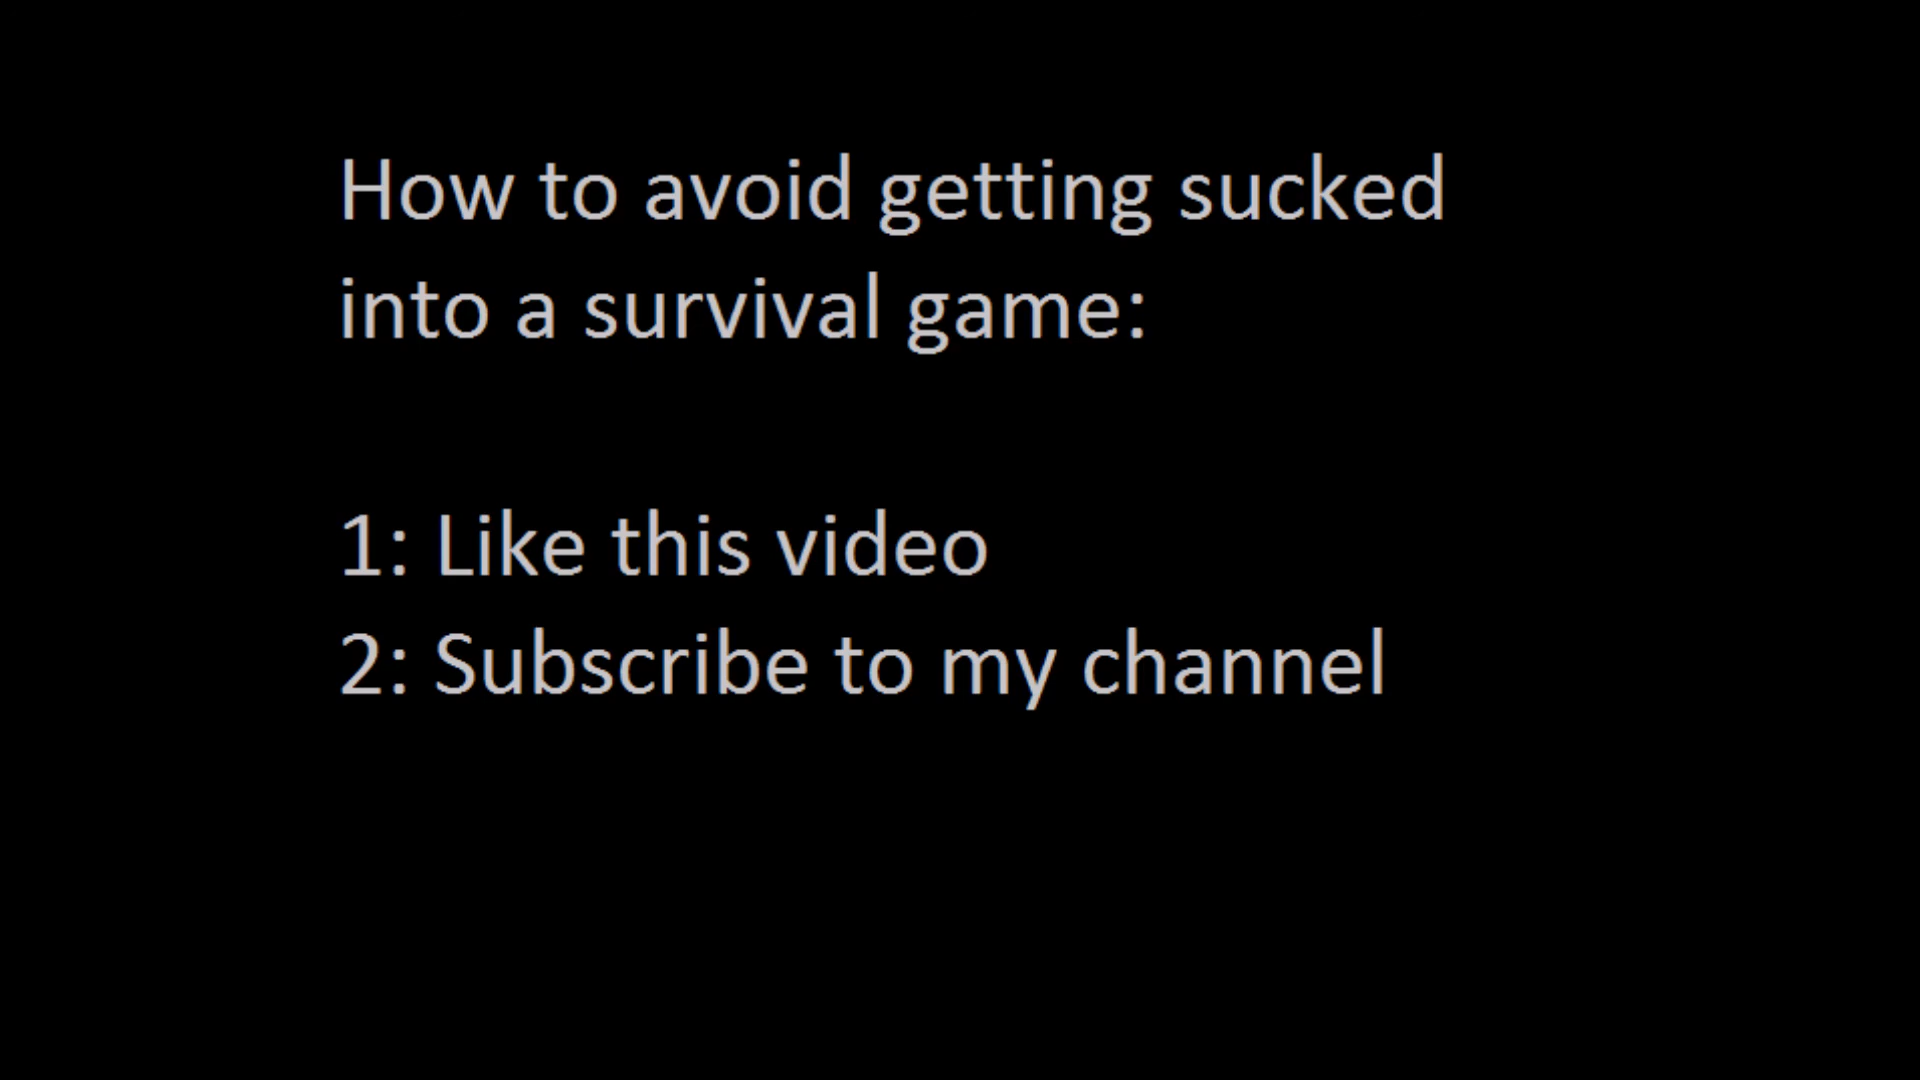 How to avoid getting sucked
into a survival game:
1: Like this video
2: Subscribe to my channel